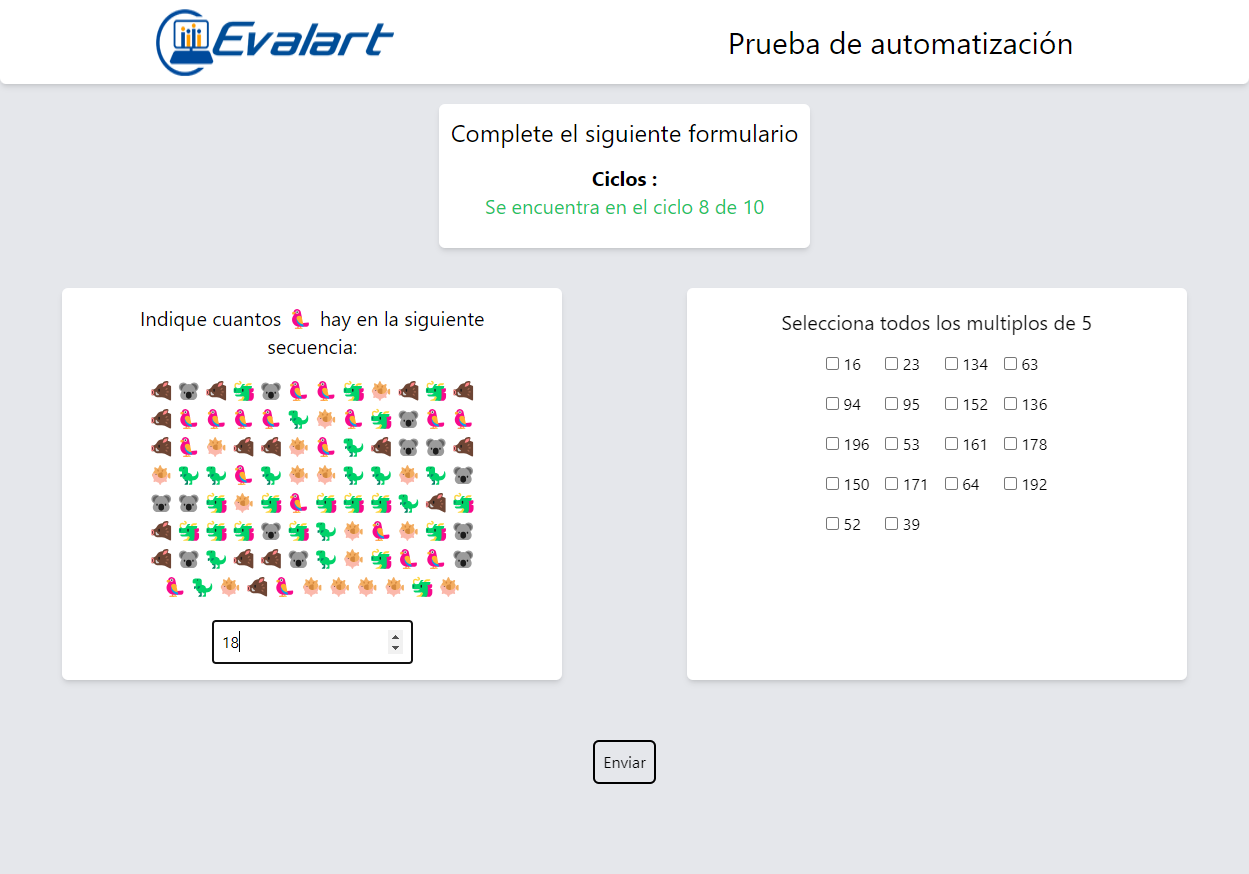 Evalart
Prueba de automatización
Complete el siguiente formulario
Ciclos :
Se encuentra en el ciclo 8 de 10
Indique cuantos 🦜 hay en la siguiente
secuencia:
18
Selecciona todos los multiplos de 5
16 23 134 63
94 95 152 136
196 53 161 178
150 171 64 192
52 39
Enviar